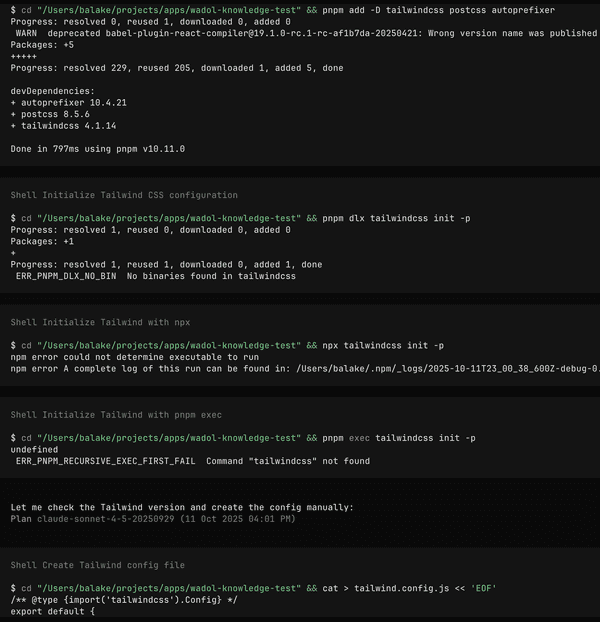 $ cd "/Users/balake/projects/apps/wadol-knowledge-test" && pnpm add -D tailwindcss postcss autoprefixer
Progress: resolved 0, reused 1, downloaded 0, added 0
WARN  deprecated babel-plugin-react-compiler@19.1.0-rc.1-rc-af1b7da-20250421: Wrong version name was published
Packages: +5
+++++
Progress: resolved 229, reused 205, downloaded 1, added 5, done
devDependencies:
+ autoprefixer 10.4.21
+ postcss 8.5.6
+ tailwindcss 4.1.14
Done in 797ms using pnpm v10.11.0
Shell Initialize Tailwind CSS configuration
$ cd "/Users/balake/projects/apps/wadol-knowledge-test" && pnpm dlx tailwindcss init -p
Progress: resolved 1, reused 0, downloaded 0, added 0
Packages: +1
+
Progress: resolved 1, reused 1, downloaded 0, added 1, done
ERR_PNPM_DLX_NO_BIN  No binaries found in tailwindcss
Shell Initialize Tailwind with npx
$ cd "/Users/balake/projects/apps/wadol-knowledge-test" && npx tailwindcss init -p
npm error could not determine executable to run
npm error A complete log of this run can be found in: /Users/balake/.npm/_logs/2025-10-11T23_00_38_600Z-debug-0.
Shell Initialize Tailwind with pnpm exec
$ cd "/Users/balake/projects/apps/wadol-knowledge-test" && pnpm exec tailwindcss init -p
undefined
ERR_PNPM_RECURSIVE_EXEC_FIRST_FAIL  Command "tailwindcss" not found
Let me check the Tailwind version and create the config manually:
Plan claude-sonnet-4-5-20250929 (11 Oct 2025 04:01 PM)
Shell Create Tailwind config file
$ cd "/Users/balake/projects/apps/wadol-knowledge-test" && cat > tailwind.config.js << 'EOF'
/** @type {import('tailwindcss').Config} */
export default {